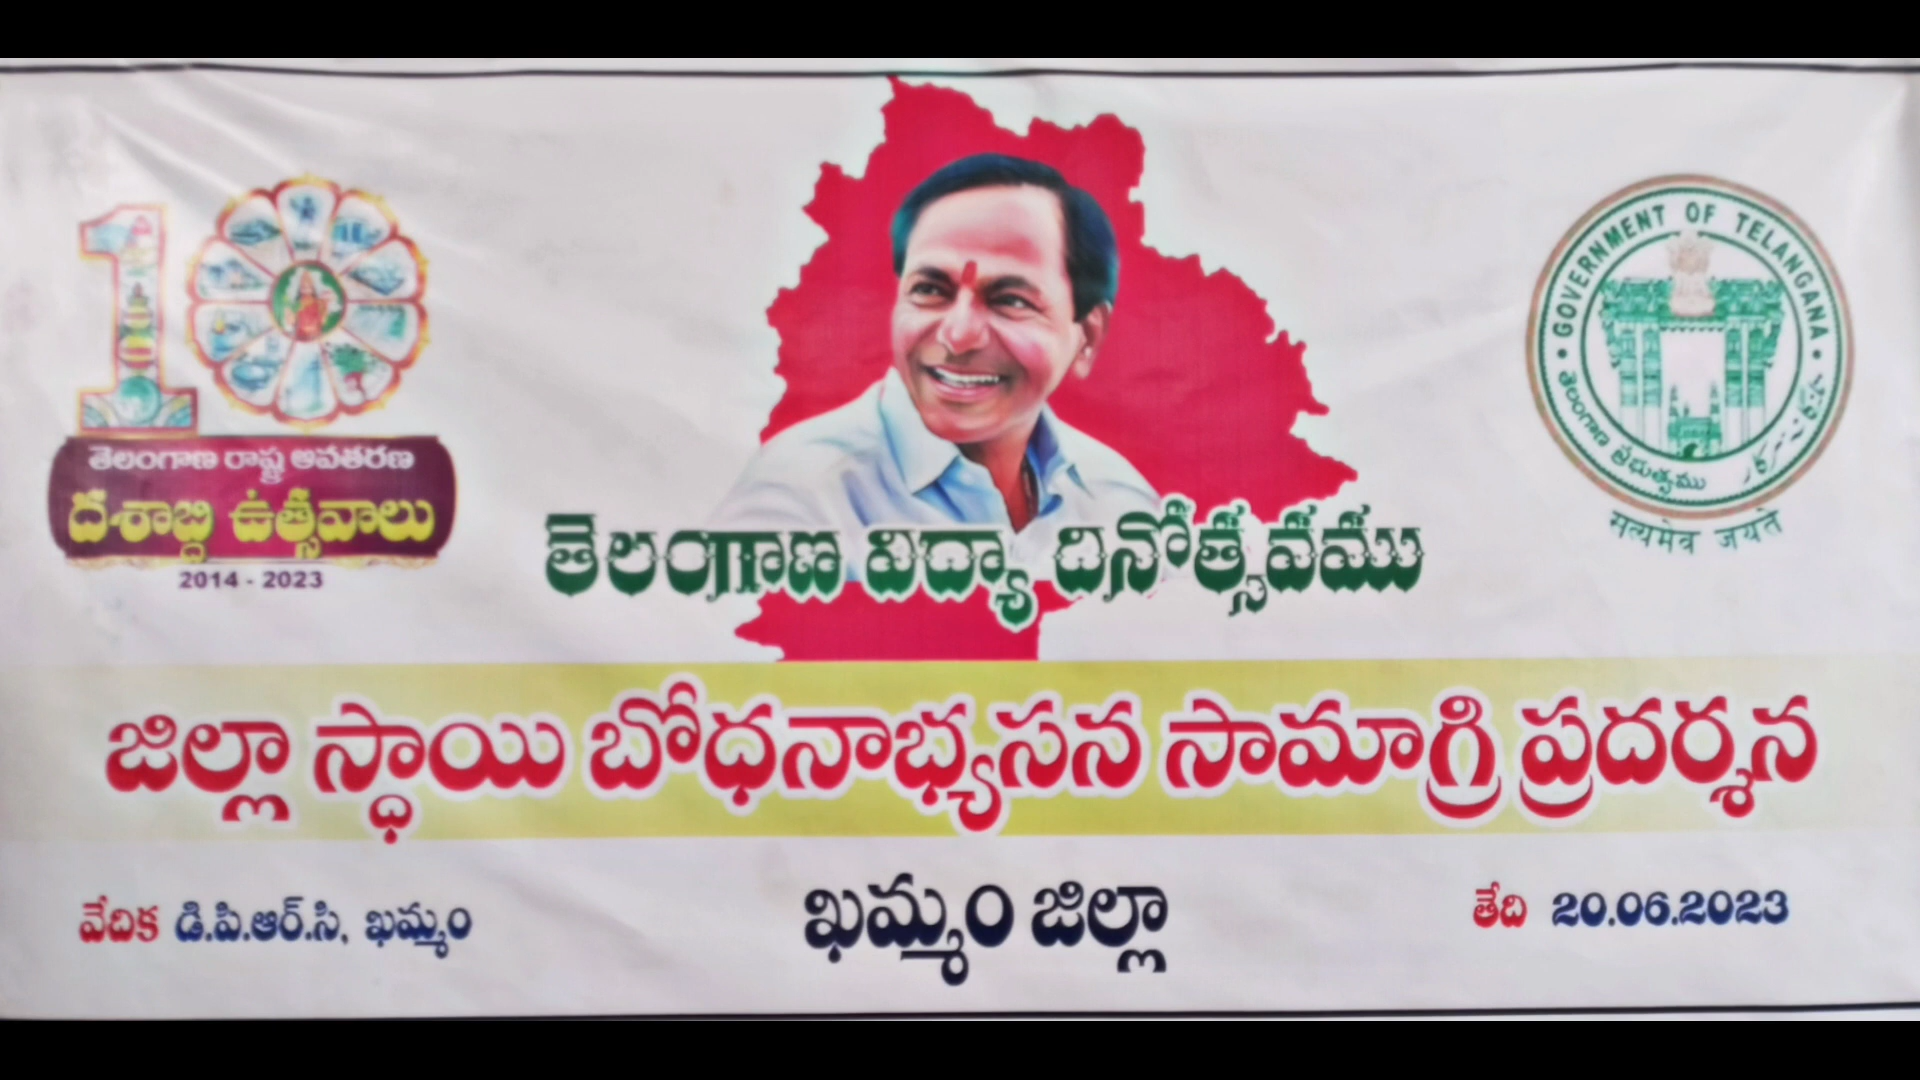 తెలంగాణ రాష్ట్ర అవతరణ
దశాబ్ది ఉత్సవాలు
2014 - 2023
GOVERNMENT OF TELANGANA
తెలంగాణ ప్రభుత్వము
सत्यमेव जयते
తెలంగాణ విద్యా దినోత్సవము
జిల్లా స్థాయి బోధనాభ్యసన సామాగ్రి ప్రదర్శన
వేదిక డి.పి.ఆర్.సి, ఖమ్మం
ఖమ్మం జిల్లా
తేది 20.06.2023